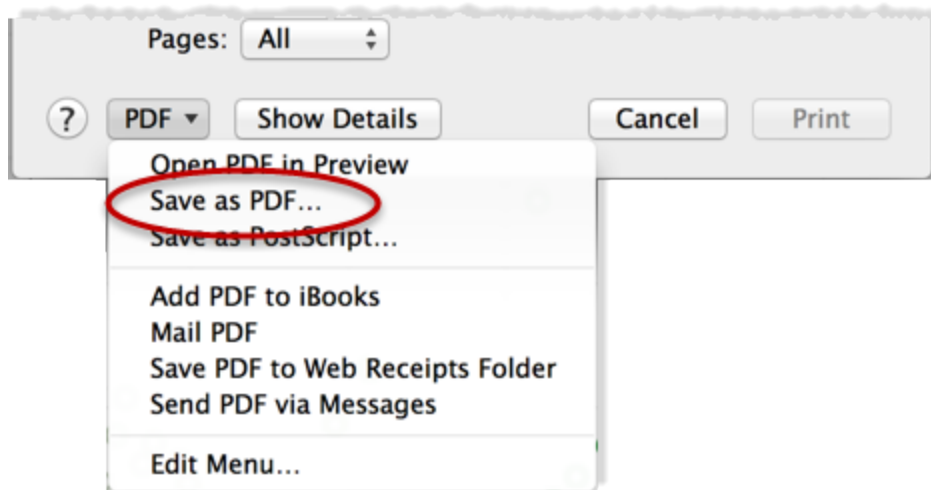 Pages: All
? PDF Show Details Cancel Print
Open PDF in Preview
Save as PDF...
Save as PostScript...
Add PDF to iBooks
Mail PDF
Save PDF to Web Receipts Folder
Send PDF via Messages
Edit Menu...